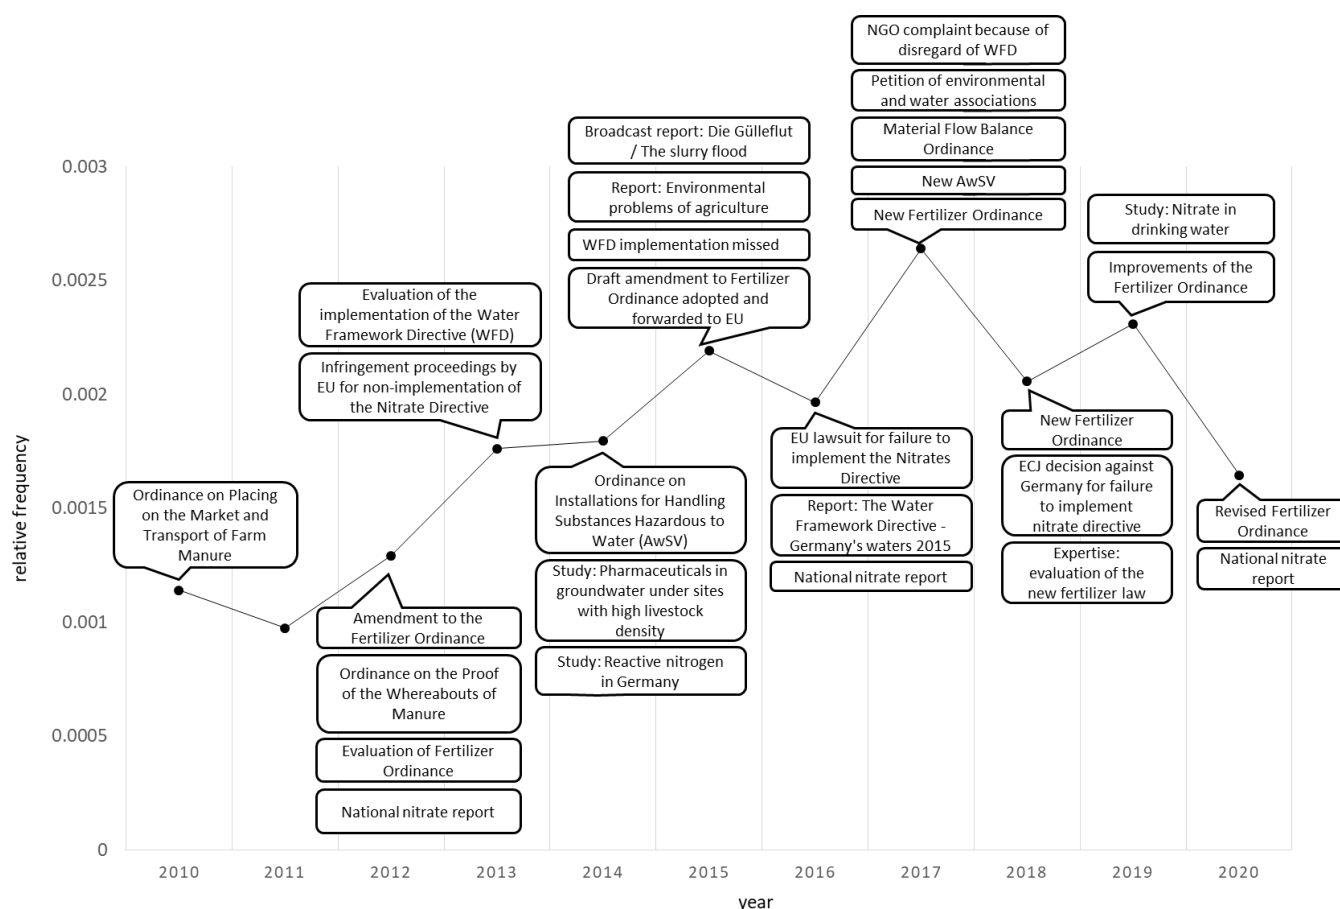 NGO complaint because of
disregard of WFD
Petition of environmental
and water associations
Material Flow Balance
Ordinance
New AwSV
New Fertilizer Ordinance
Broadcast report: Die Gülleflut
/ The slurry flood
Report: Environmental
problems of agriculture
WFD implementation missed
Draft amendment to Fertilizer
Ordinance adopted and
forwarded to EU
Study: Nitrate in
drinking water
Improvements of the
Fertilizer Ordinance
Evaluation of the
implementation of the Water
Framework Directive (WFD)
Infringement proceedings by
EU for non-implementation of
the Nitrate Directive
Ordinance on Placing
on the Market and
Transport of Farm
Manure
Amendment to the
Fertilizer Ordinance
Ordinance on the Proof
of the Whereabouts of
Manure
Evaluation of Fertilizer
Ordinance
National nitrate report
Ordinance on
Installations for Handling
Substances Hazardous to
Water (AwSV)
Study: Pharmaceuticals in
groundwater under sites
with high livestock
density
Study: Reactive nitrogen
in Germany
EU lawsuit for failure to
implement the Nitrates
Directive
Report: The Water
Framework Directive -
Germany's waters 2015
National nitrate report
New Fertilizer
Ordinance
ECJ decision against
Germany for failure
to implement
nitrate directive
Expertise:
evaluation of the
new fertilizer law
Revised Fertilizer
Ordinance
National nitrate
report
0.003
0.0025
0.002
0.0015
0.001
0.0005
0
relative frequency
2010 2011 2012 2013 2014 2015 2016 2017 2018 2019 2020
year